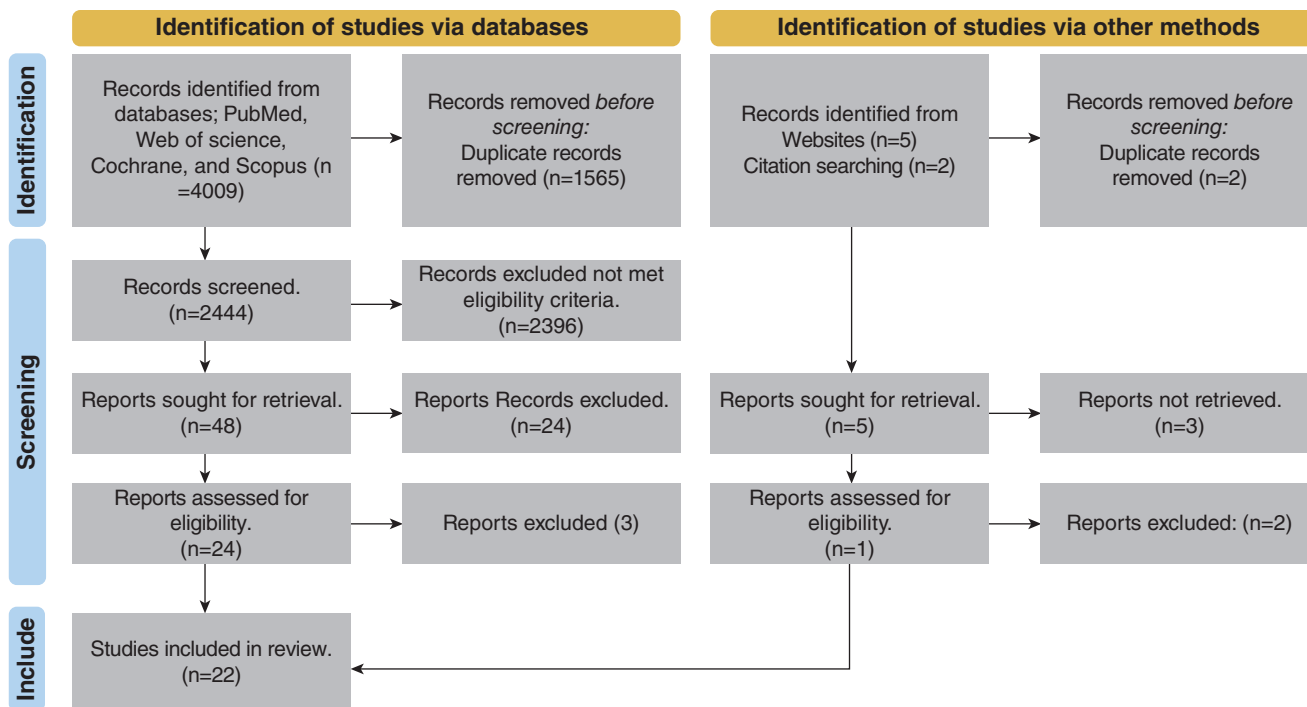 Identification of studies via databases
Identification of studies via other methods
Identification
Records identified from
databases; PubMed,
Web of science,
Cochrane, and Scopus (n
=4009)
Records removed before
screening:
Duplicate records
removed (n=1565)
Records identified from
Websites (n=5)
Citation searching (n=2)
Records removed before
screening:
Duplicate records
removed (n=2)
Screening
Records screened.
(n=2444)
Records excluded not met
eligibility criteria.
(n=2396)
Reports sought for retrieval.
(n=48)
Reports Records excluded.
(n=24)
Reports sought for retrieval.
(n=5)
Reports not retrieved.
(n=3)
Reports assessed for
eligibility.
(n=24)
Reports excluded (3)
Reports assessed for
eligibility.
(n=1)
Reports excluded: (n=2)
Include
Studies included in review.
(n=22)